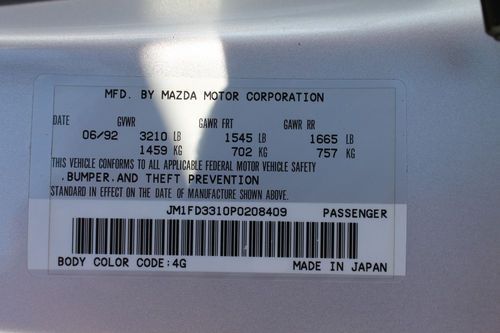 MFD. BY MAZDA MOTOR CORPORATION
DATE GVWR GAWR FRT GAWR RR
06/92 3210 LB 1545 LB 1665 LB
1459 KG 702 KG 757 KG
THIS VEHICLE CONFORMS TO ALL APPLICABLE FEDERAL MOTOR VEHICLE SAFETY
,BUMPER,AND THEFT PREVENTION
STANDARD IN EFFECT ON THE DATE OF MANUFACTURE SHOWN ABOVE.
JM1FD3310P0208409 PASSENGER
BODY COLOR CODE:4G MADE IN JAPAN